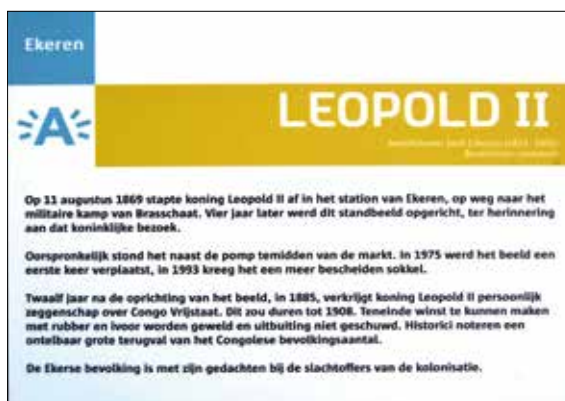 Ekeren
A
LEOPOLD II
Op 11 augustus 1869 stapte koning Leopold II af in het station van Ekeren, op weg naar het
militaire kamp van Brasschaat. Vier jaar later werd dit standbeeld opgericht, ter herinnering
aan dat koninklijke bezoek.
Oorspronkelijk stond het naast de pomp temidden van de markt. In 1975 werd het beeld een
eerste keer verplaatst, in 1993 kreeg het een meer bescheiden sokkel.
Twaalf jaar na de oprichting van het beeld, in 1885, verkrijgt koning Leopold II persoonlijk
zeggenschap over Congo Vrijstaat. Dit zou duren tot 1908. Teneinde winst te kunnen maken
met rubber en ivoor worden geweld en uitbuiting niet geschuwd. Historici noteren een
ontelbaar grote terugval van het Congolese bevolkingsaantal.
De Ekerse bevolking is met zijn gedachten bij de slachtoffers van de kolonisatie.